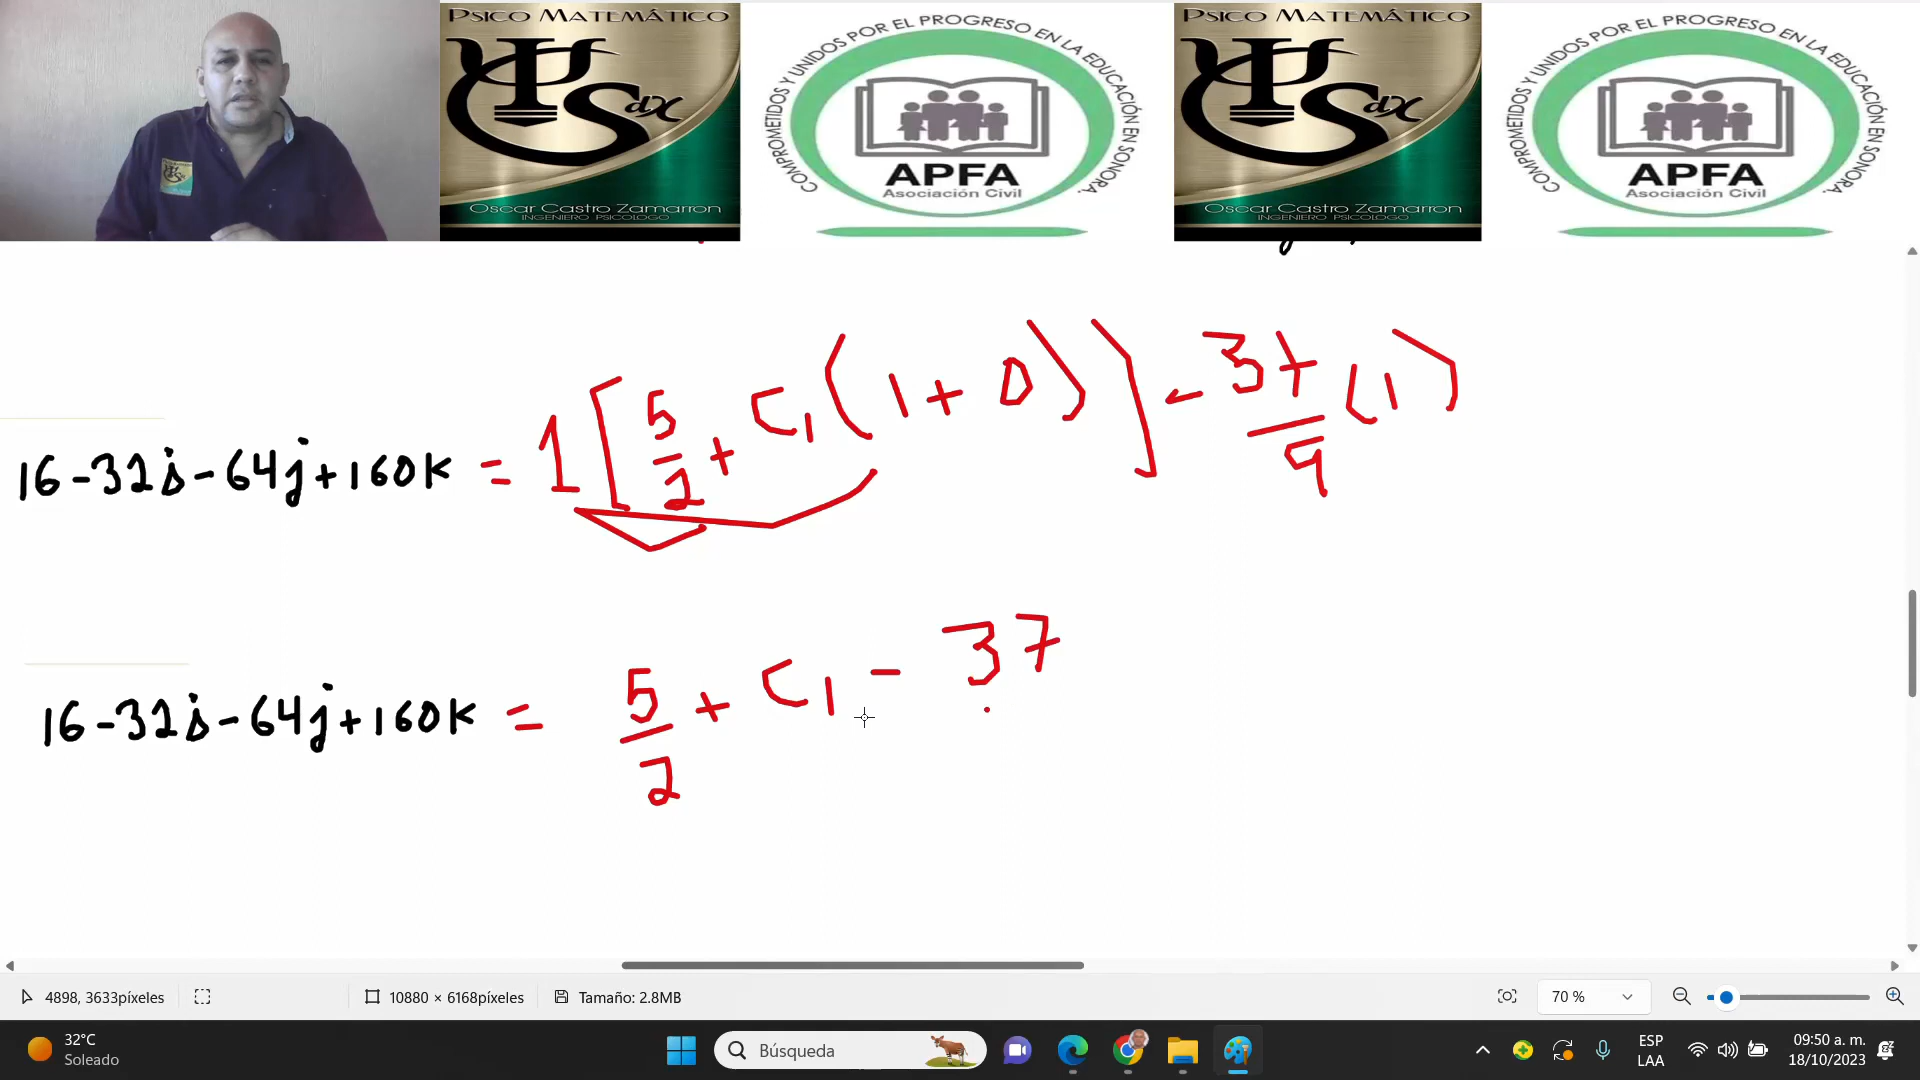 PSICO MATEMÁTICO
dx
Oscar Castro Zamarron
INGENIERO PSICOLOGO
COMPROMETIDOS Y UNIDOS POR EL PROGRESO EN LA EDUCACIÓN EN SONORA.
APFA
Asociación Civil
PSICO MATEMÁTICO
dx
Oscar Castro Zamarron
INGENIERO PSICOLOGO
COMPROMETIDOS Y UNIDOS POR EL PROGRESO EN LA EDUCACIÓN EN SONORA.
APFA
Asociación Civil
16-32i-64j+160k = 1[5/2 + C1(1+0)] - 37/9 (1)
16-32i-64j+160k = 5/2 + C1 - 37
4898, 3633píxeles
10880 × 6168píxeles
Tamaño: 2.8MB
70 %
32°C
Soleado
Búsqueda
ESP
LAA
09:50 a. m.
18/10/2023